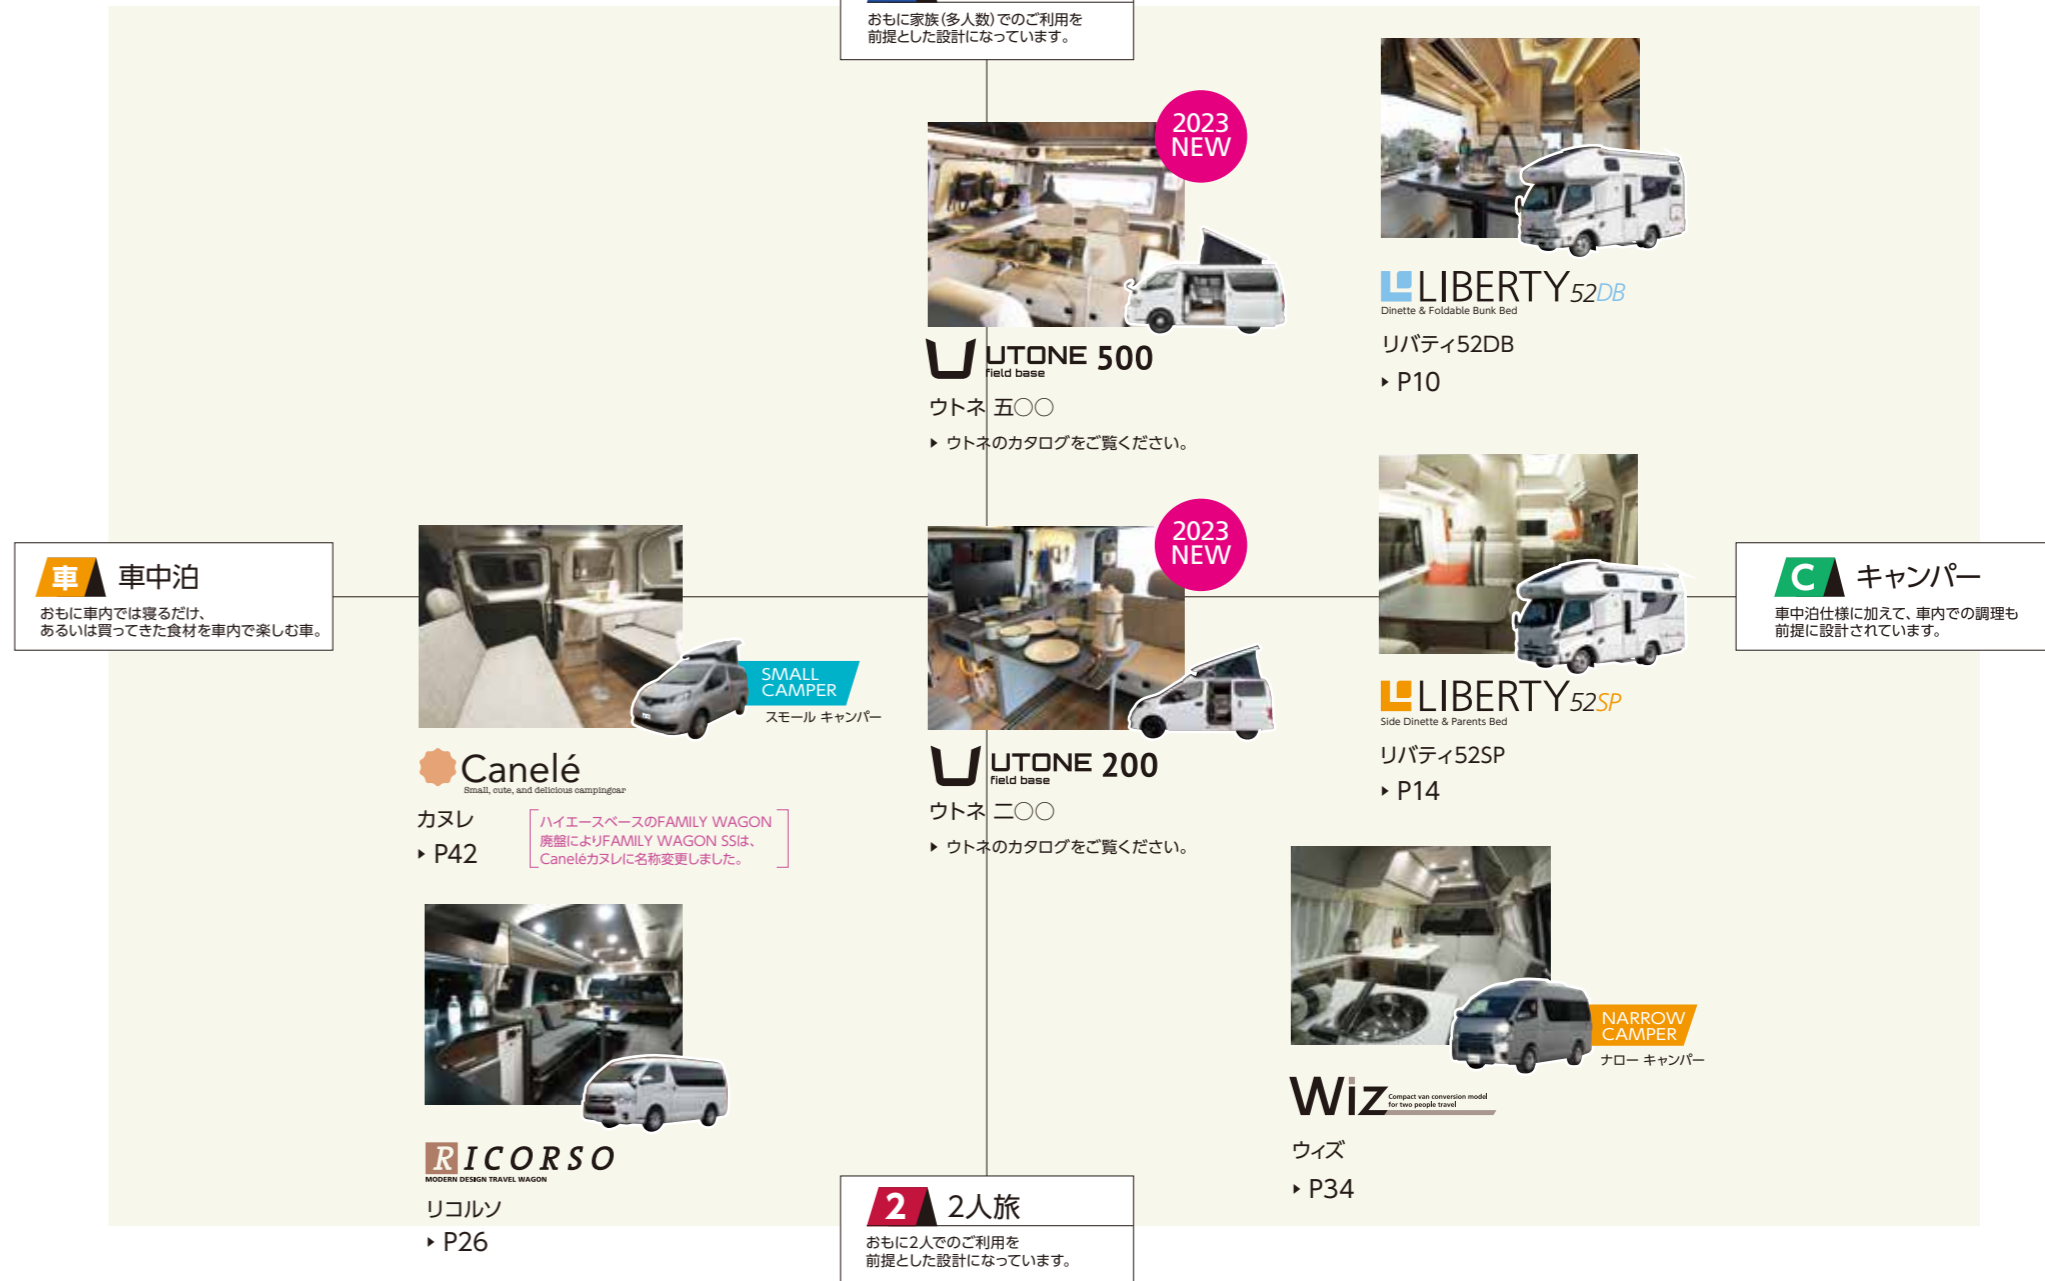 おもに家族(多人数)でのご利用を
前提とした設計になっています。
2023
NEW
UTONE 500
field base
ウトネ 五〇〇
▶ ウトネのカタログをご覧ください。
LIBERTY 52DB
Dinette & Foldable Bunk Bed
リバティ52DB
▶ P10
車 車中泊
おもに車内では寝るだけ、
あるいは買ってきた食材を車内で楽しむ車。
SMALL
CAMPER
スモール キャンパー
Canelé
Small, cute, and delicious campingcar
カヌレ
▶ P42
ハイエースベースのFAMILY WAGON
廃盤によりFAMILY WAGON SSは、
Caneléカヌレに名称変更しました。
2023
NEW
UTONE 200
field base
ウトネ 二〇〇
▶ ウトネのカタログをご覧ください。
LIBERTY 52SP
Side Dinette & Parents Bed
リバティ52SP
▶ P14
C キャンパー
車中泊仕様に加えて、車内での調理も
前提に設計されています。
RICORSO
MODERN DESIGN TRAVEL WAGON
リコルソ
▶ P26
NARROW
CAMPER
ナロー キャンパー
Wiz
Compact van conversion model
for two people travel
ウィズ
▶ P34
2 2人旅
おもに2人でのご利用を
前提とした設計になっています。